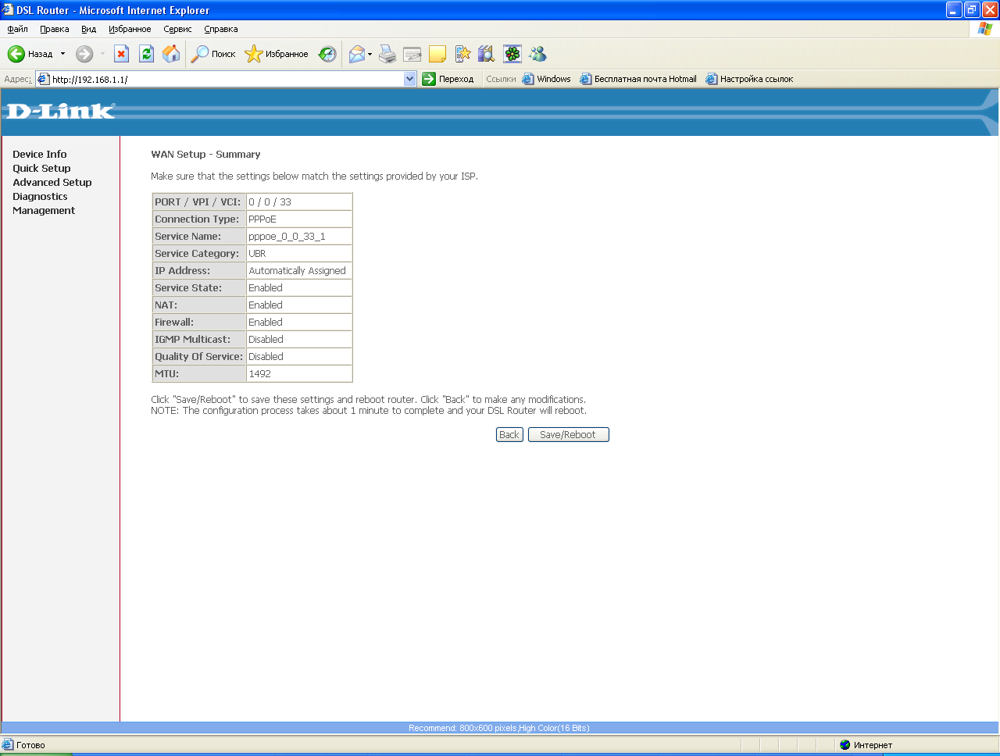 DSL Router - Microsoft Internet Explorer
Файл Правка Вид Избранное Сервис Справка
Назад Поиск Избранное
Адрес: http://192.168.1.1/ Переход Ссылки Windows Бесплатная почта Hotmail Настройка ссылок
D-Link
Device Info
Quick Setup
Advanced Setup
Diagnostics
Management
WAN Setup - Summary
Make sure that the settings below match the settings provided by your ISP.
PORT / VPI / VCI: 0 / 0 / 33
Connection Type: PPPoE
Service Name: pppoe_0_0_33_1
Service Category: UBR
IP Address: Automatically Assigned
Service State: Enabled
NAT: Enabled
Firewall: Enabled
IGMP Multicast: Disabled
Quality Of Service: Disabled
MTU: 1492
Click "Save/Reboot" to save these settings and reboot router. Click "Back" to make any modifications.
NOTE: The configuration process takes about 1 minute to complete and your DSL Router will reboot.
Back Save/Reboot
Recommend: 800x600 pixels,High Color(16 Bits)
Готово Интернет